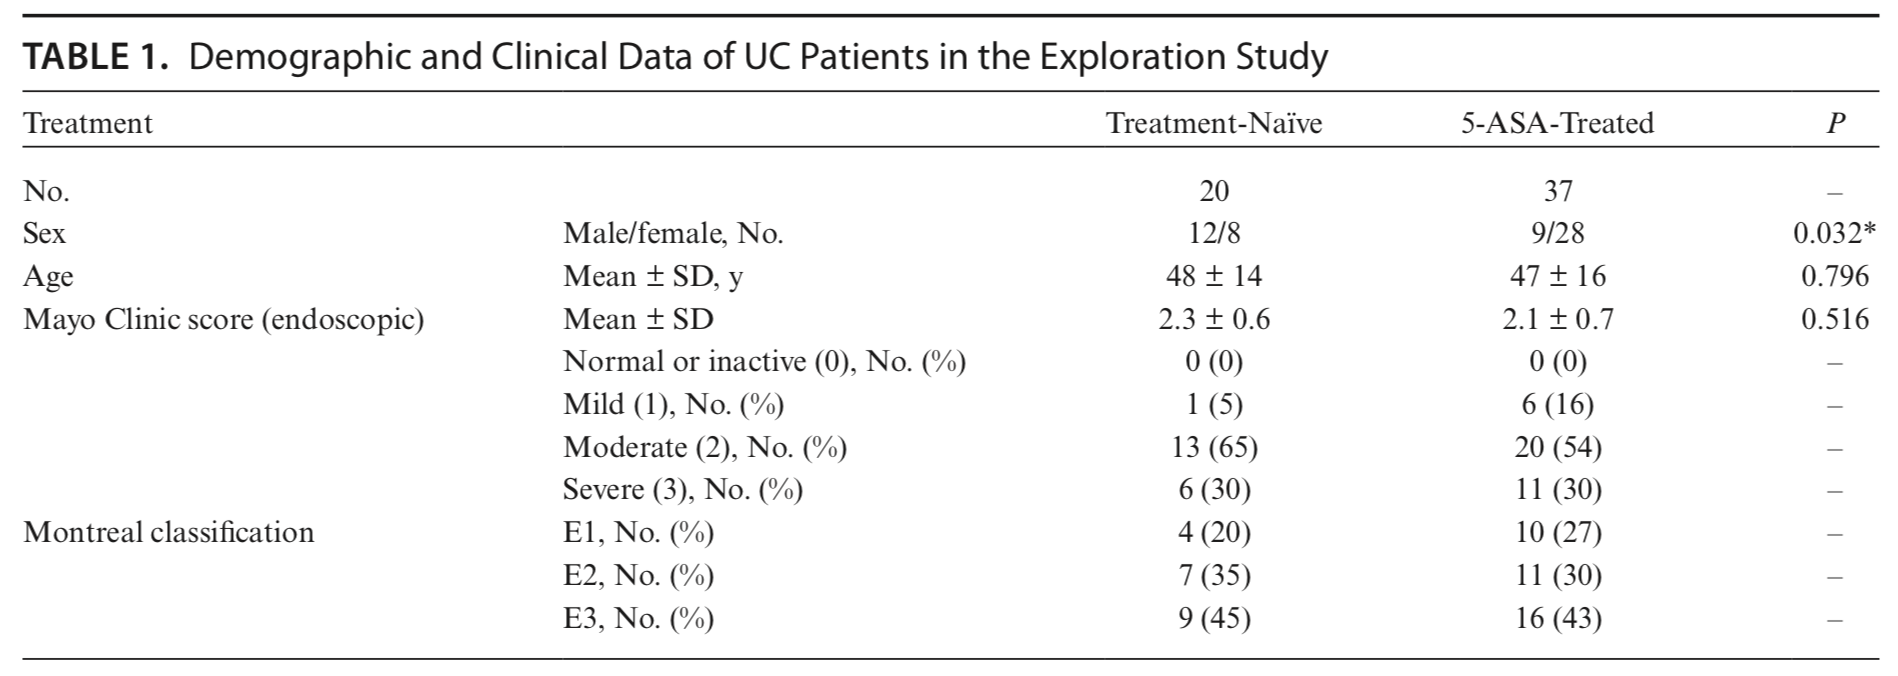 TABLE 1. Demographic and Clinical Data of UC Patients in the Exploration Study
Treatment Treatment-Naïve 5-ASA-Treated P
No. 20 37 –
Sex Male/female, No. 12/8 9/28 0.032*
Age Mean ± SD, y 48 ± 14 47 ± 16 0.796
Mayo Clinic score (endoscopic) Mean ± SD 2.3 ± 0.6 2.1 ± 0.7 0.516
Normal or inactive (0), No. (%) 0 (0) 0 (0) –
Mild (1), No. (%) 1 (5) 6 (16) –
Moderate (2), No. (%) 13 (65) 20 (54) –
Severe (3), No. (%) 6 (30) 11 (30) –
Montreal classification E1, No. (%) 4 (20) 10 (27) –
E2, No. (%) 7 (35) 11 (30) –
E3, No. (%) 9 (45) 16 (43) –